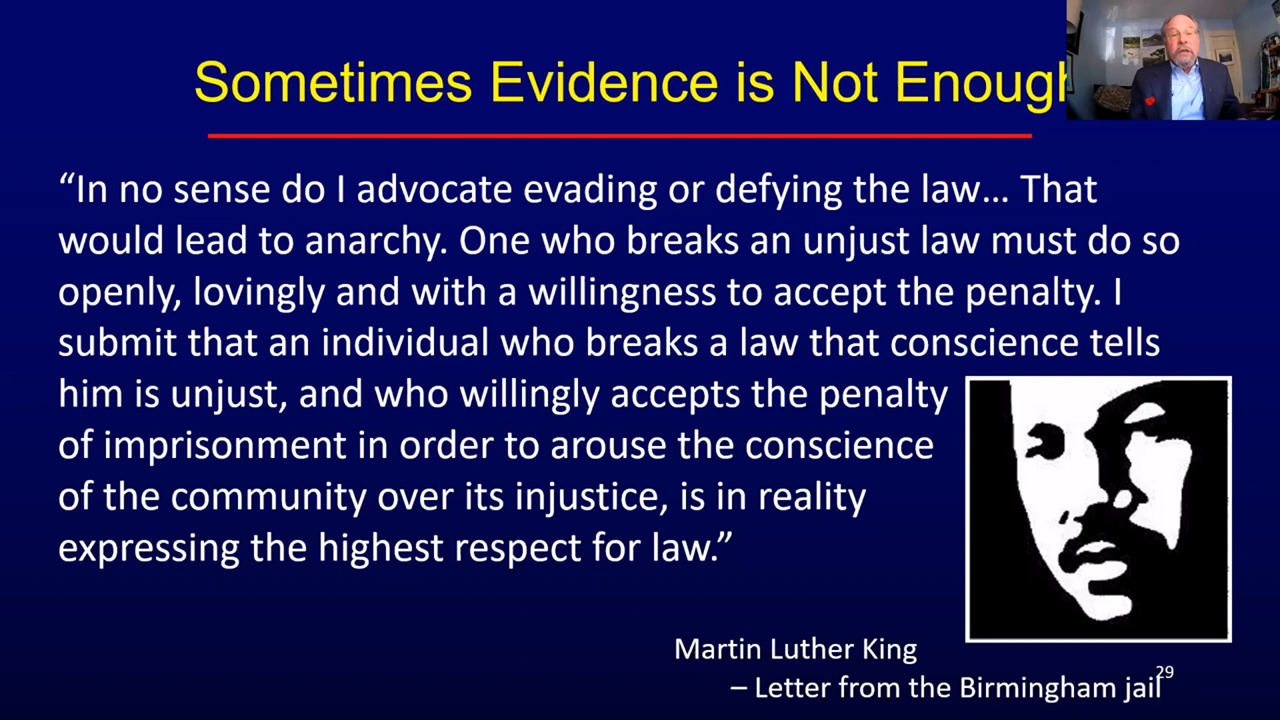 Sometimes Evidence is Not Enough
“In no sense do I advocate evading or defying the law… That
would lead to anarchy. One who breaks an unjust law must do so
openly, lovingly and with a willingness to accept the penalty. I
submit that an individual who breaks a law that conscience tells
him is unjust, and who willingly accepts the penalty
of imprisonment in order to arouse the conscience
of the community over its injustice, is in reality
expressing the highest respect for law.”
Martin Luther King
– Letter from the Birmingham jail
29